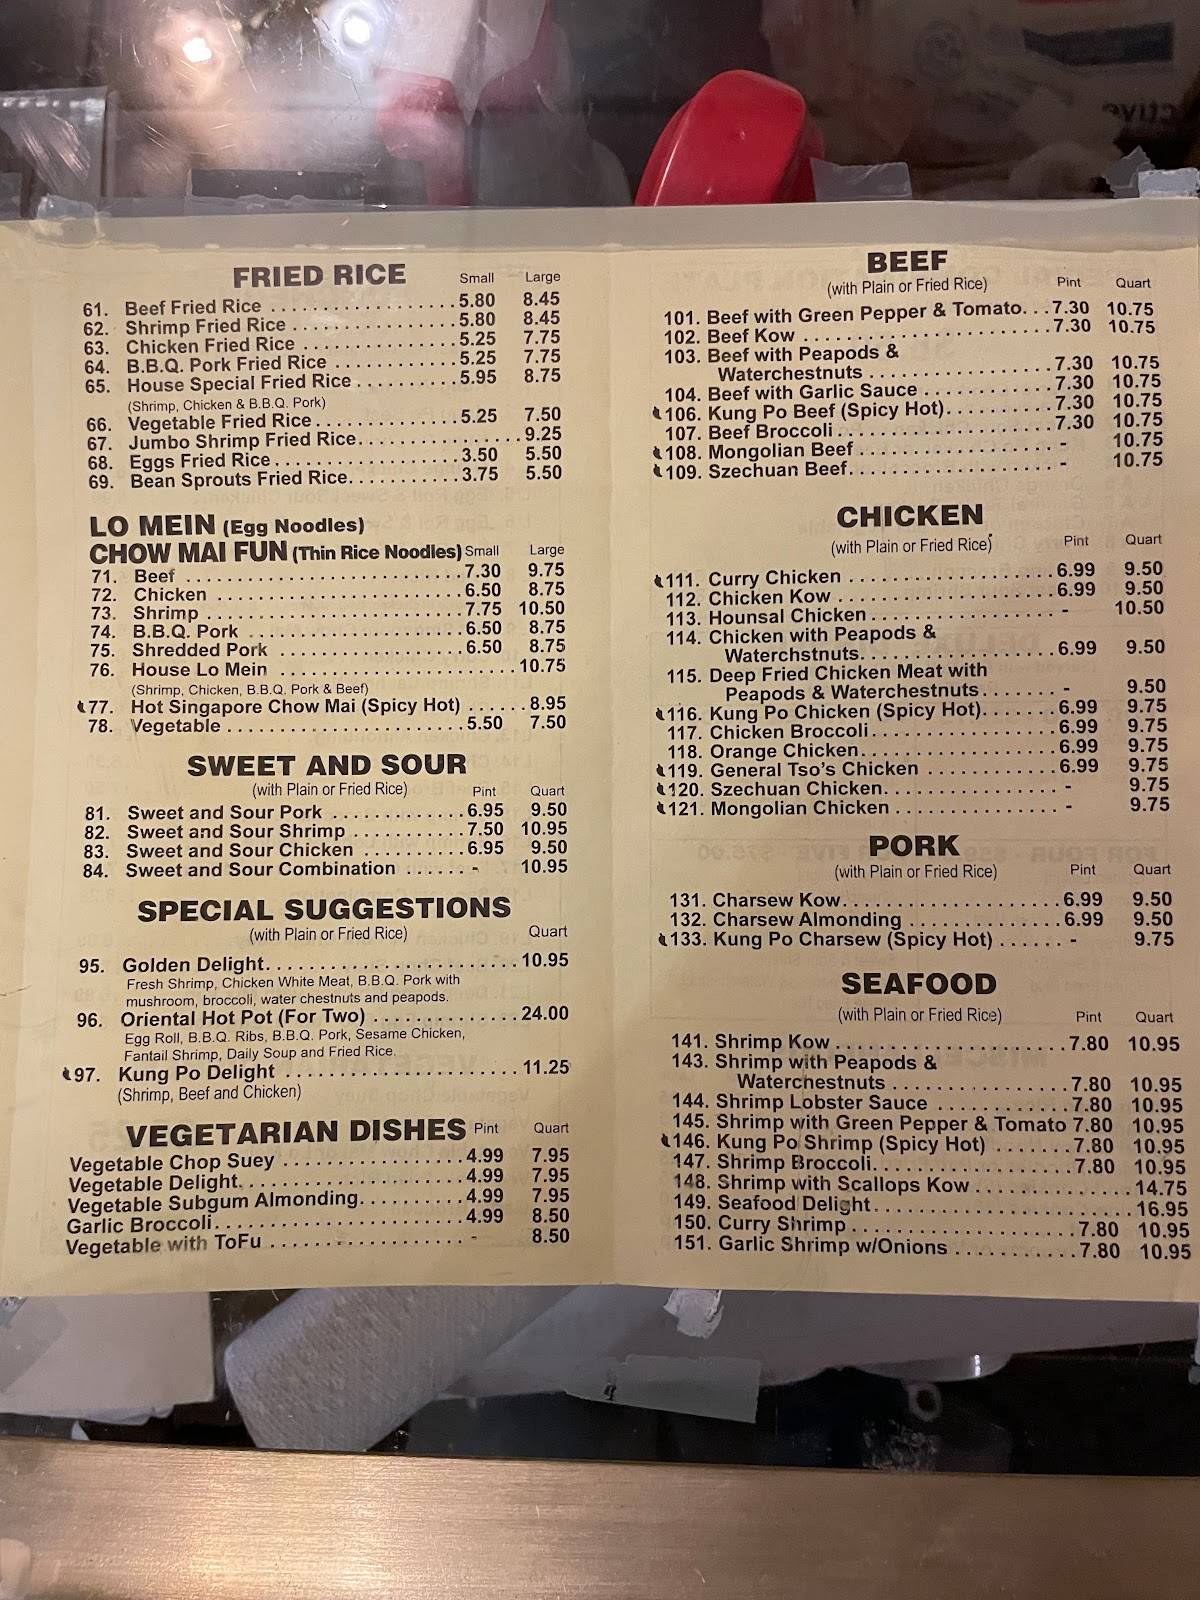 FRIED RICE Small Large
61. Beef Fried Rice 5.80 8.45
62. Shrimp Fried Rice 5.80 8.45
63. Chicken Fried Rice 5.25 7.75
64. B.B.Q. Pork Fried Rice 5.25 7.75
65. House Special Fried Rice 5.95 8.75
(Shrimp, Chicken & B.B.Q. Pork)
66. Vegetable Fried Rice 5.25 7.50
67. Jumbo Shrimp Fried Rice 9.25
68. Eggs Fried Rice 3.50 5.50
69. Bean Sprouts Fried Rice 3.75 5.50
LO MEIN (Egg Noodles)
CHOW MAI FUN (Thin Rice Noodles) Small Large
71. Beef 7.30 9.75
72. Chicken 6.50 8.75
73. Shrimp 7.75 10.50
74. B.B.Q. Pork 6.50 8.75
75. Shredded Pork 6.50 8.75
76. House Lo Mein 10.75
(Shrimp, Chicken, B.B.Q. Pork & Beef)
77. Hot Singapore Chow Mai (Spicy Hot) 8.95
78. Vegetable 5.50 7.50
SWEET AND SOUR
(with Plain or Fried Rice) Pint Quart
81. Sweet and Sour Pork 6.95 9.50
82. Sweet and Sour Shrimp 7.50 10.95
83. Sweet and Sour Chicken 6.95 9.50
84. Sweet and Sour Combination - 10.95
SPECIAL SUGGESTIONS
(with Plain or Fried Rice) Quart
95. Golden Delight 10.95
Fresh Shrimp, Chicken White Meat, B.B.Q. Pork with
mushroom, broccoli, water chestnuts and peapods.
96. Oriental Hot Pot (For Two) 24.00
Egg Roll, B.B.Q. Ribs, B.B.Q. Pork, Sesame Chicken,
Fantail Shrimp, Daily Soup and Fried Rice.
97. Kung Po Delight 11.25
(Shrimp, Beef and Chicken)
VEGETARIAN DISHES Pint Quart
Vegetable Chop Suey 4.99 7.95
Vegetable Delight 4.99 7.95
Vegetable Subgum Almonding 4.99 7.95
Garlic Broccoli 4.99 8.50
Vegetable with ToFu - 8.50
BEEF
(with Plain or Fried Rice) Pint Quart
101. Beef with Green Pepper & Tomato 7.30 10.75
102. Beef Kow 7.30 10.75
103. Beef with Peapods &
Waterchestnuts 7.30 10.75
104. Beef with Garlic Sauce 7.30 10.75
106. Kung Po Beef (Spicy Hot) 7.30 10.75
107. Beef Broccoli 7.30 10.75
108. Mongolian Beef - 10.75
109. Szechuan Beef - 10.75
CHICKEN
(with Plain or Fried Rice) Pint Quart
111. Curry Chicken 6.99 9.50
112. Chicken Kow 6.99 9.50
113. Hounsal Chicken - 10.50
114. Chicken with Peapods &
Waterchstnuts 6.99 9.50
115. Deep Fried Chicken Meat with
Peapods & Waterchestnuts - 9.50
116. Kung Po Chicken (Spicy Hot) 6.99 9.75
117. Chicken Broccoli 6.99 9.75
118. Orange Chicken 6.99 9.75
119. General Tso's Chicken 6.99 9.75
120. Szechuan Chicken - 9.75
121. Mongolian Chicken - 9.75
PORK
(with Plain or Fried Rice) Pint Quart
131. Charsew Kow 6.99 9.50
132. Charsew Almonding 6.99 9.50
133. Kung Po Charsew (Spicy Hot) - 9.75
SEAFOOD
(with Plain or Fried Rice) Pint Quart
141. Shrimp Kow 7.80 10.95
143. Shrimp with Peapods &
Waterchestnuts 7.80 10.95
144. Shrimp Lobster Sauce 7.80 10.95
145. Shrimp with Green Pepper & Tomato 7.80 10.95
146. Kung Po Shrimp (Spicy Hot) 7.80 10.95
147. Shrimp Broccoli 7.80 10.95
148. Shrimp with Scallops Kow 14.75
149. Seafood Delight 16.95
150. Curry Shrimp 7.80 10.95
151. Garlic Shrimp w/Onions 7.80 10.95